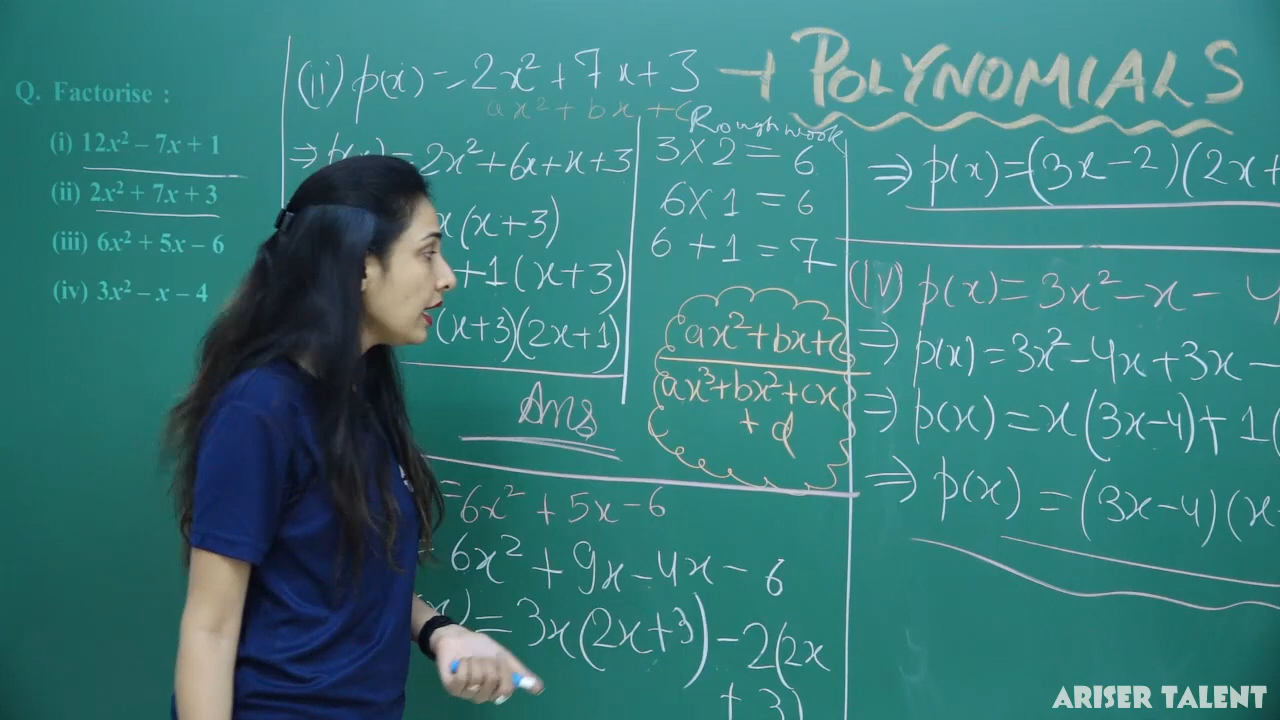 Q. Factorise :
(i) 12x² – 7x + 1
(ii) 2x² + 7x + 3
(iii) 6x² + 5x – 6
(iv) 3x² – x – 4
(ii) p(x) = 2x² + 7x + 3
ax² + bx + c
⇒ 2x² + 6x + x + 3
x(x+3)
+1(x+3)
(x+3)(2x+1)
Ans
= 6x² + 5x – 6
6x² + 9x – 4x – 6
= 3x(2x+3) – 2(2x
+ 3)
Rough work
3 × 2 = 6
6 × 1 = 6
6 + 1 = 7
ax² + bx + c
ax³ + bx² + cx
+ d
→ POLYNOMIALS
⇒ p(x) = (3x – 2)(2x +
(iv) p(x) = 3x² – x – 4
⇒ p(x) = 3x² – 4x + 3x –
⇒ p(x) = x(3x – 4) + 1(
⇒ p(x) = (3x – 4)(x
ARISER TALENT